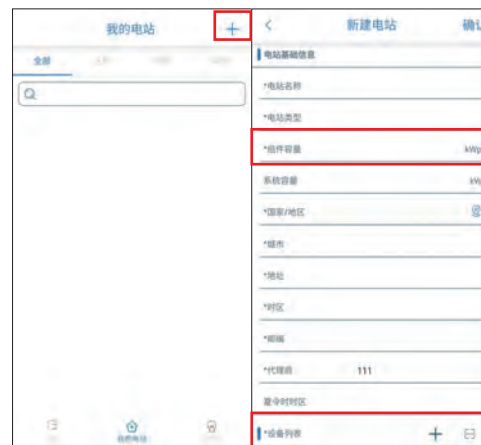 我的电站
全部
我的电站
新建电站
确认
电站基础信息
*电站名称
*电站类型
*组件容量 kWp
系统容量 kW
*国家/地区
*城市
*地址
*时区
*邮编
*代理商 111
夏令时时区
*设备列表